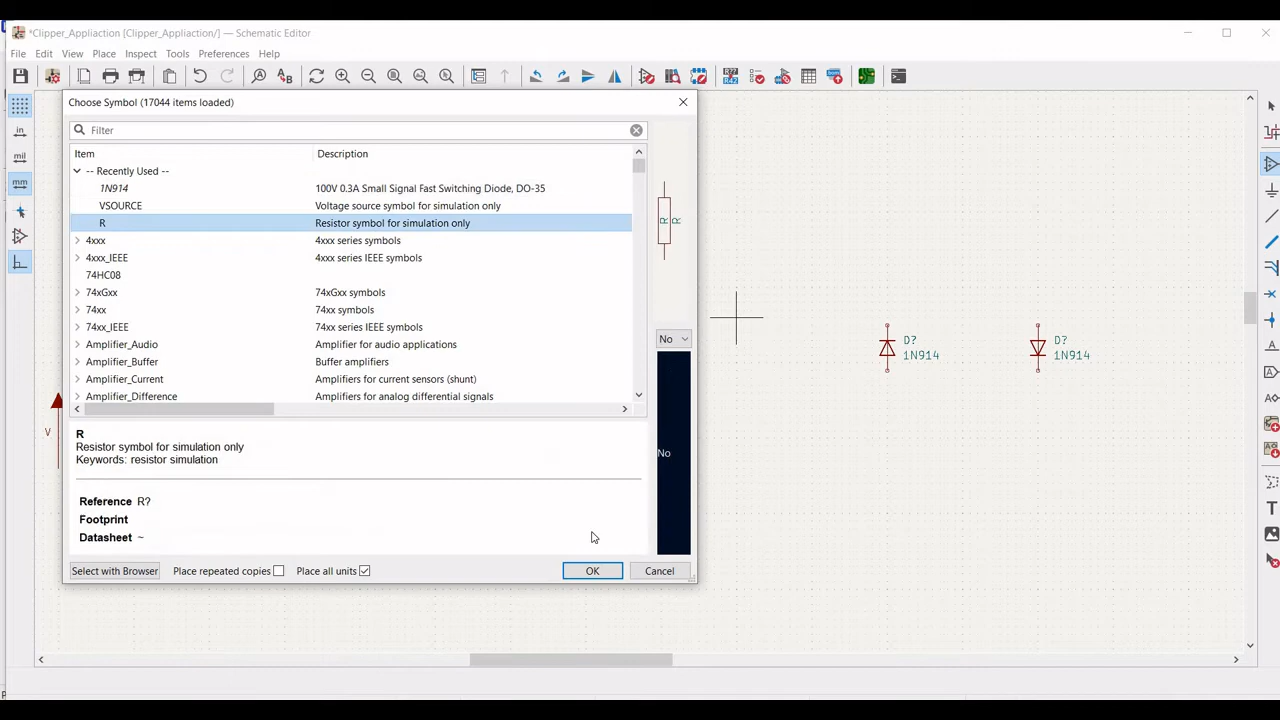 *Clipper_Appliaction [Clipper_Appliaction/] — Schematic Editor
File Edit View Place Inspect Tools Preferences Help
in
mil
mm
Choose Symbol (17044 items loaded)
Filter
Item Description
-- Recently Used --
1N914 100V 0.3A Small Signal Fast Switching Diode, DO-35
VSOURCE Voltage source symbol for simulation only
R Resistor symbol for simulation only
4xxx 4xxx series symbols
4xxx_IEEE 4xxx series IEEE symbols
74HC08
74xGxx 74xGxx symbols
74xx 74xx symbols
74xx_IEEE 74xx series IEEE symbols
Amplifier_Audio Amplifier for audio applications
Amplifier_Buffer Buffer amplifiers
Amplifier_Current Amplifiers for current sensors (shunt)
Amplifier_Difference Amplifiers for analog differential signals
R
Resistor symbol for simulation only
Keywords: resistor simulation
Reference R?
Footprint
Datasheet ~
Select with Browser Place repeated copies Place all units OK Cancel
R R
No
No
V
D?
1N914
D?
1N914